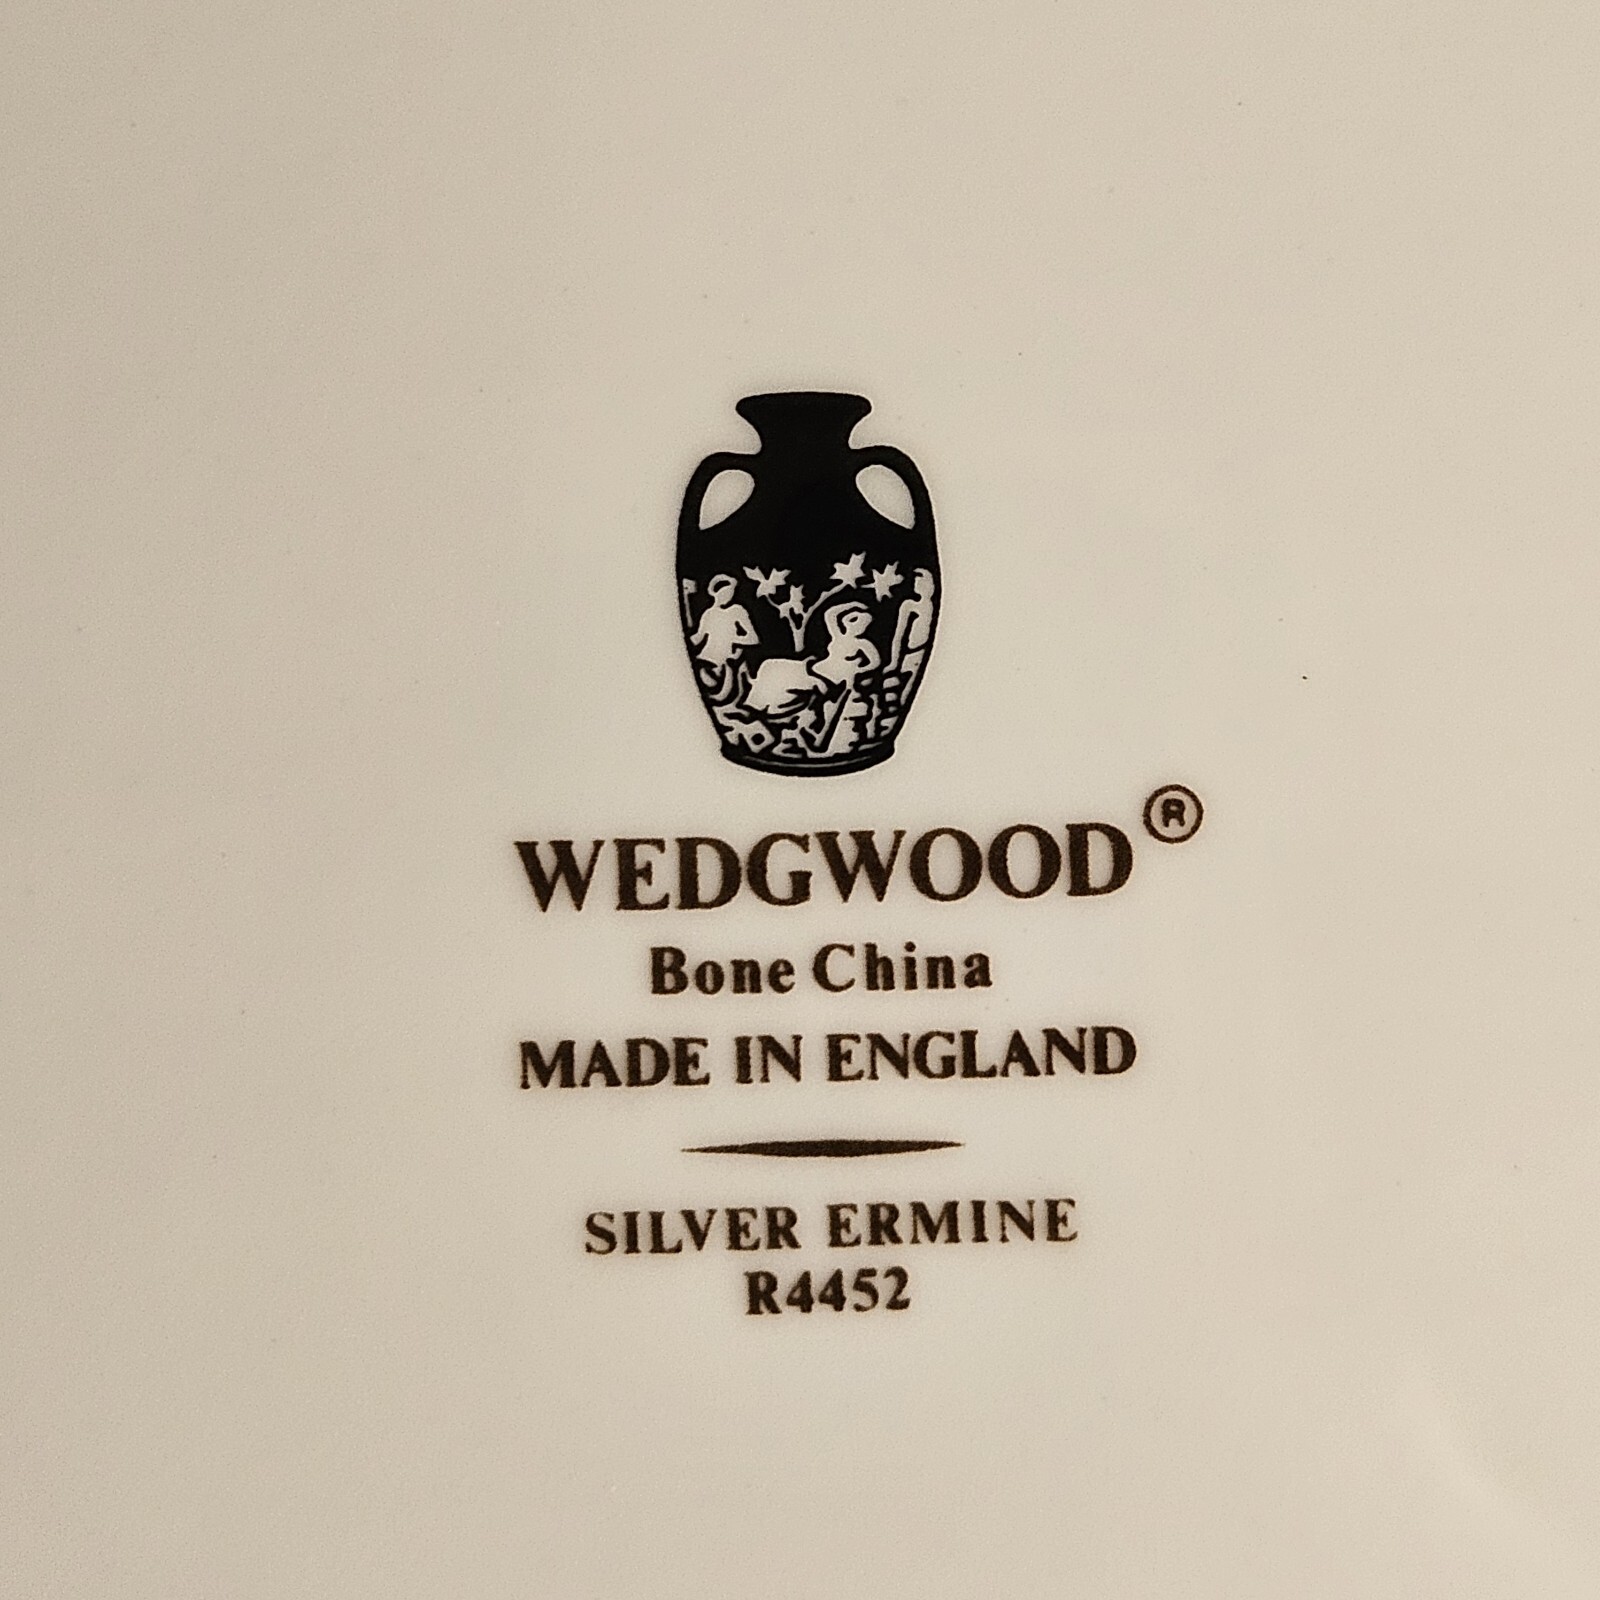 WEDGWOOD®
Bone China
MADE IN ENGLAND
SILVER ERMINE
R4452